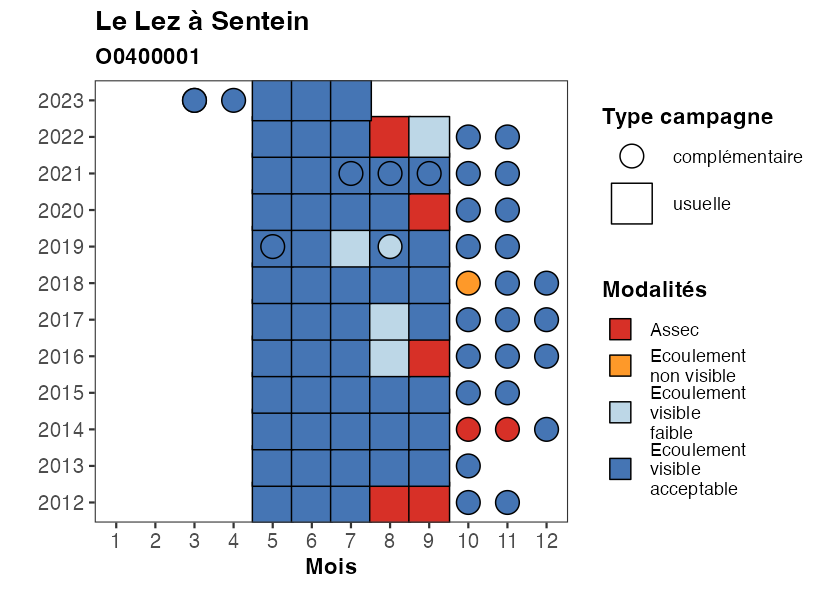 Le Lez à Sentein
O0400001
2023
2022
2021
2020
2019
2018
2017
2016
2015
2014
2013
2012
1 2 3 4 5 6 7 8 9 10 11 12
Mois
Type campagne
complémentaire
usuelle
Modalités
Assec
Ecoulement
non visible
Ecoulement
visible
faible
Ecoulement
visible
acceptable